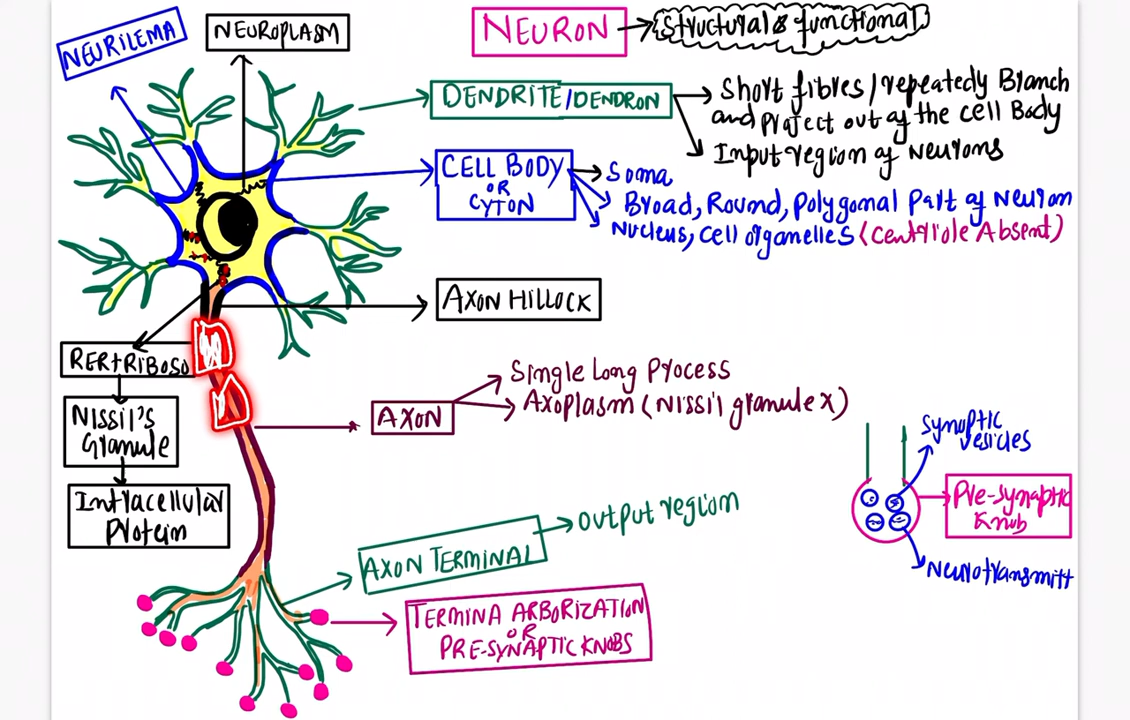 NEURILEMA
NEUROPLASM
NEURON
Structural & functional
DENDRITE/DENDRON
Short fibres/repeatedly Branch
and Project out of the cell Body
Input region of Neurons
CELL BODY
OR
CYTON
Soma
Broad, Round, Polygonal Part of Neuron
Nucleus, Cell organelles (Centriole Absent)
AXON HILLOCK
RER+RIBOSO
NISSIl's
Granule
Intracellular
Protein
AXON
Single Long Process
Axoplasm (NISSIl granule X)
Synaptic
vesicles
Pre-Synaptic
Knob
Neurotransmitt
AXON TERMINAL
output region
TERMINA ARBORIZATION
OR
PRE-SYNAPTIC KNOBS